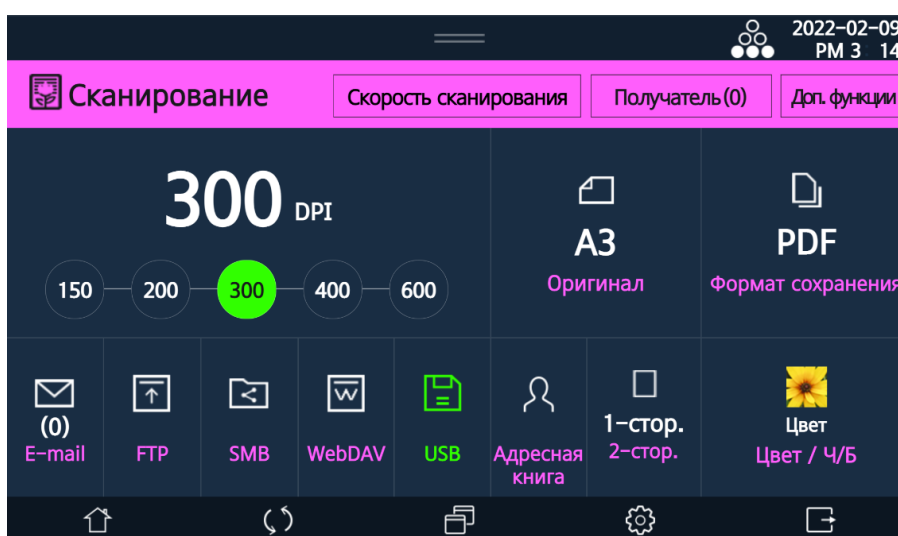 2022-02-09
PM 3 14
Сканирование
Скорость сканирования
Получатель(0)
Доп. функции
300 DPI
150
200
300
400
600
A3
Оригинал
PDF
Формат сохранения
(0)
E-mail
FTP
SMB
WebDAV
USB
Адресная
книга
1-стор.
2-стор.
Цвет
Цвет / Ч/Б